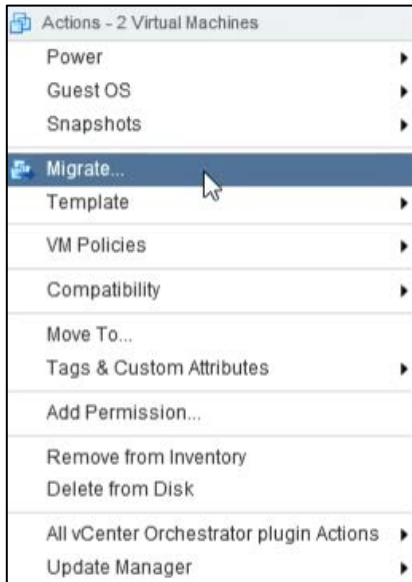 Actions - 2 Virtual Machines
Power
Guest OS
Snapshots
Migrate...
Template
VM Policies
Compatibility
Move To...
Tags & Custom Attributes
Add Permission...
Remove from Inventory
Delete from Disk
All vCenter Orchestrator plugin Actions
Update Manager